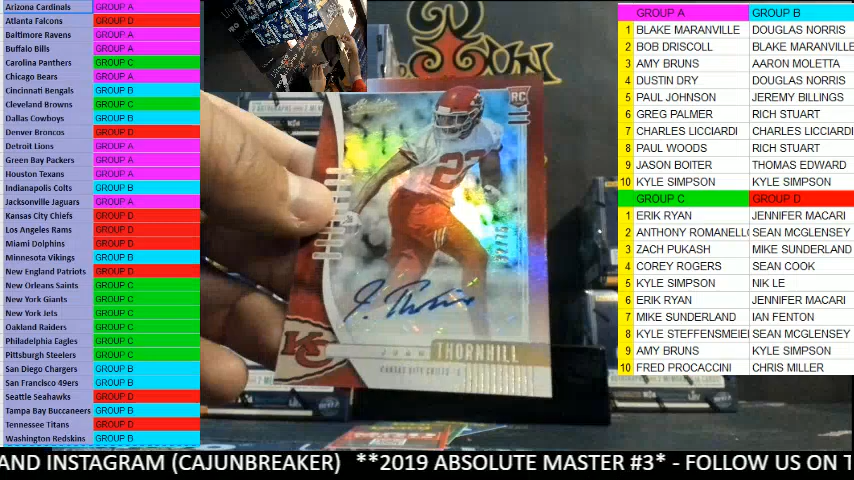 Arizona Cardinals GROUP A
Atlanta Falcons GROUP D
Baltimore Ravens GROUP A
Buffalo Bills GROUP A
Carolina Panthers GROUP C
Chicago Bears GROUP A
Cincinnati Bengals GROUP B
Cleveland Browns GROUP C
Dallas Cowboys GROUP B
Denver Broncos GROUP D
Detroit Lions GROUP A
Green Bay Packers GROUP A
Houston Texans GROUP A
Indianapolis Colts GROUP B
Jacksonville Jaguars GROUP A
Kansas City Chiefs GROUP D
Los Angeles Rams GROUP D
Miami Dolphins GROUP D
Minnesota Vikings GROUP B
New England Patriots GROUP D
New Orleans Saints GROUP C
New York Giants GROUP C
New York Jets GROUP C
Oakland Raiders GROUP C
Philadelphia Eagles GROUP C
Pittsburgh Steelers GROUP C
San Diego Chargers GROUP B
San Francisco 49ers GROUP B
Seattle Seahawks GROUP D
Tampa Bay Buccaneers GROUP B
Tennessee Titans GROUP D
Washington Redskins GROUP B
Absolute
RC
22
J. Thornhill
KC
JUAN THORNHILL
KANSAS CITY CHIEFS
GROUP A GROUP B
1 BLAKE MARANVILLE DOUGLAS NORRIS
2 BOB DRISCOLL BLAKE MARANVILLE
3 AMY BRUNS AARON MOLETTA
4 DUSTIN DRY DOUGLAS NORRIS
5 PAUL JOHNSON JEREMY BILLINGS
6 GREG PALMER RICH STUART
7 CHARLES LICCIARDI CHARLES LICCIARDI
8 PAUL WOODS RICH STUART
9 JASON BOITER THOMAS EDWARD
10 KYLE SIMPSON KYLE SIMPSON
GROUP C GROUP D
1 ERIK RYAN JENNIFER MACARI
2 ANTHONY ROMANELLO SEAN MCGLENSEY
3 ZACH PUKASH MIKE SUNDERLAND
4 COREY ROGERS SEAN COOK
5 KYLE SIMPSON NIK LE
6 ERIK RYAN JENNIFER MACARI
7 MIKE SUNDERLAND IAN FENTON
8 KYLE STEFFENSMEIE SEAN MCGLENSEY
9 AMY BRUNS KYLE SIMPSON
10 FRED PROCACCINI CHRIS MILLER
AND INSTAGRAM (CAJUNBREAKER) **2019 ABSOLUTE MASTER #3* - FOLLOW US ON T